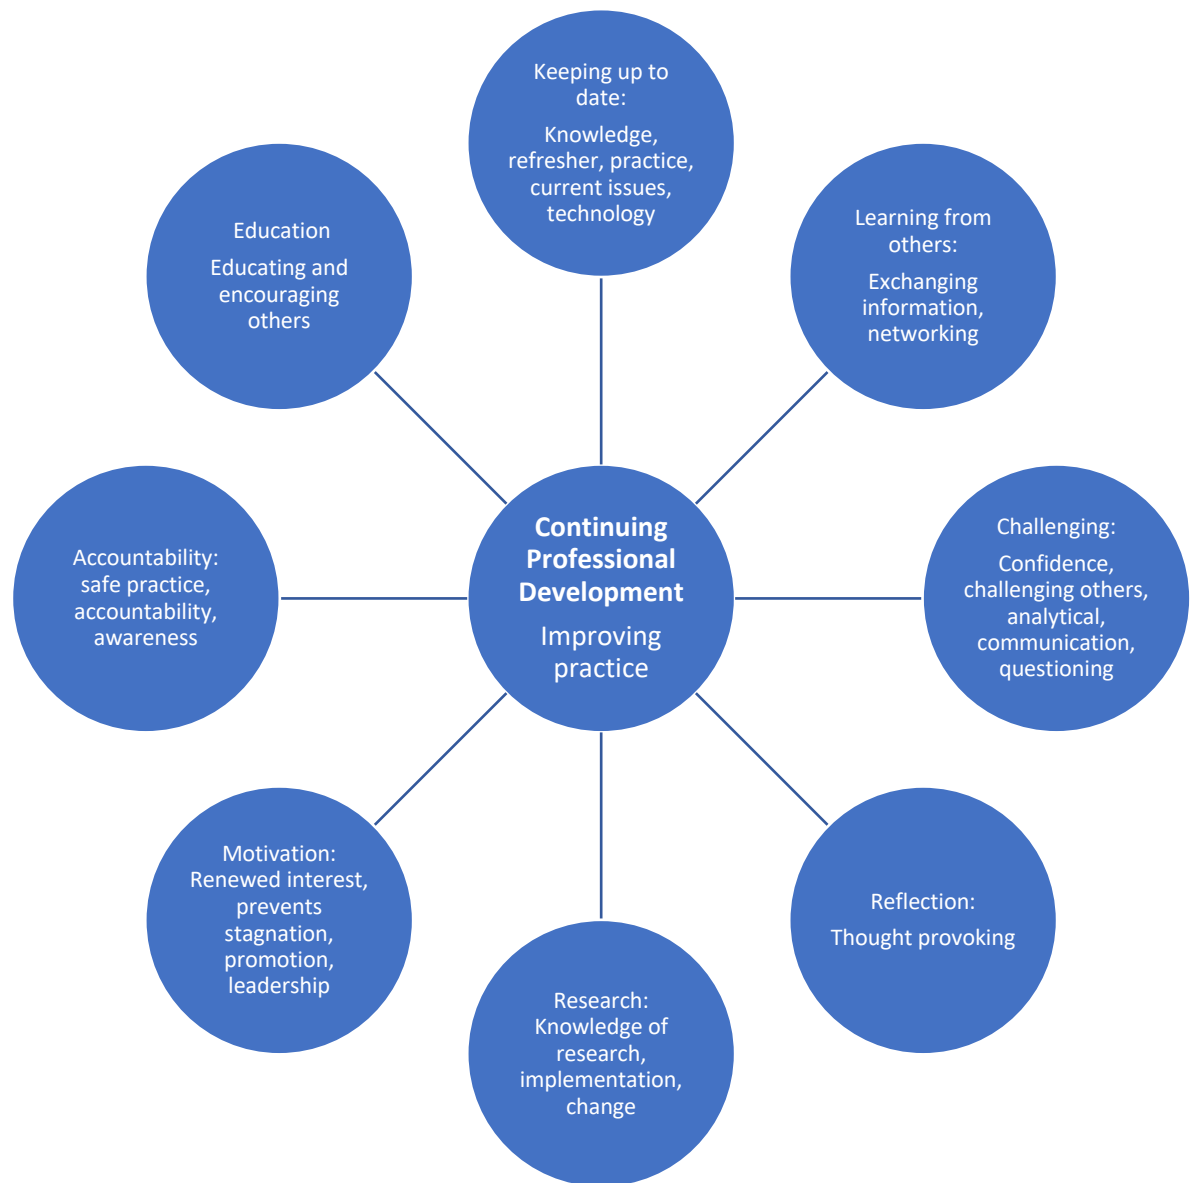 Keeping up to
date:
Knowledge,
refresher, practice,
current issues,
technology
Learning from
others:
Exchanging
information,
networking
Challenging:
Confidence,
challenging others,
analytical,
communication,
questioning
Reflection:
Thought provoking
Research:
Knowledge of
research,
implementation,
change
Motivation:
Renewed interest,
prevents
stagnation,
promotion,
leadership
Accountability:
safe practice,
accountability,
awareness
Education
Educating and
encouraging
others
Continuing
Professional
Development
Improving
practice